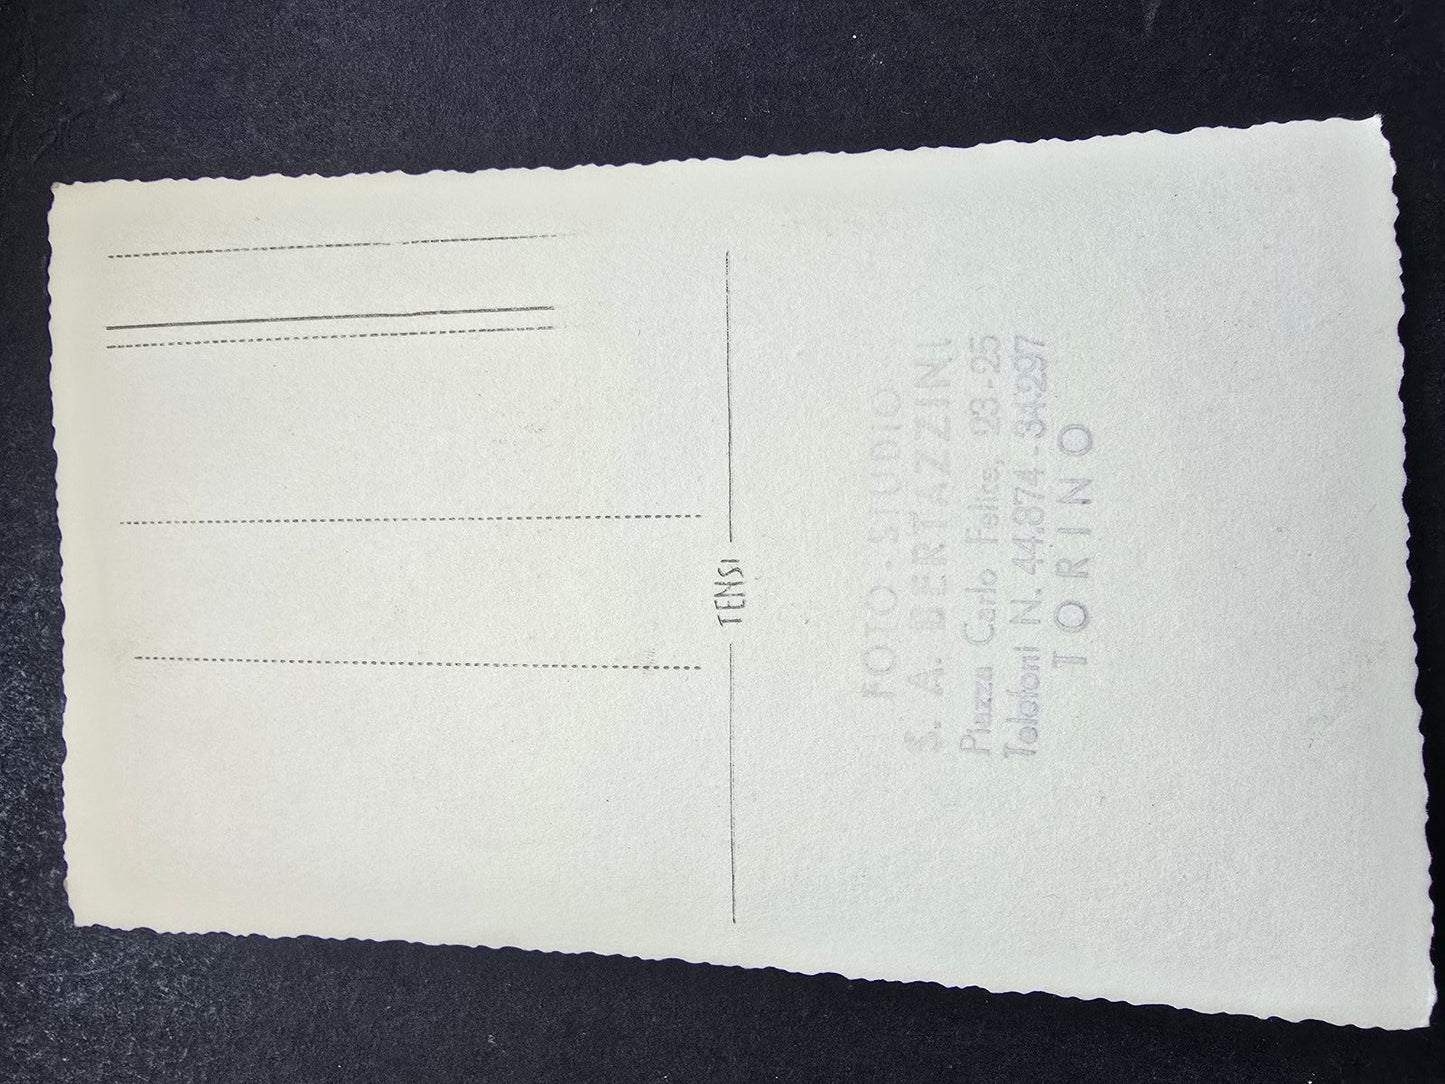 TENSI
FOTO-STUDIO
S. A. BERTAZZINI
Piazza Carlo Felice, 23-25
Telefoni N. 44.874 - 34.297
TORINO